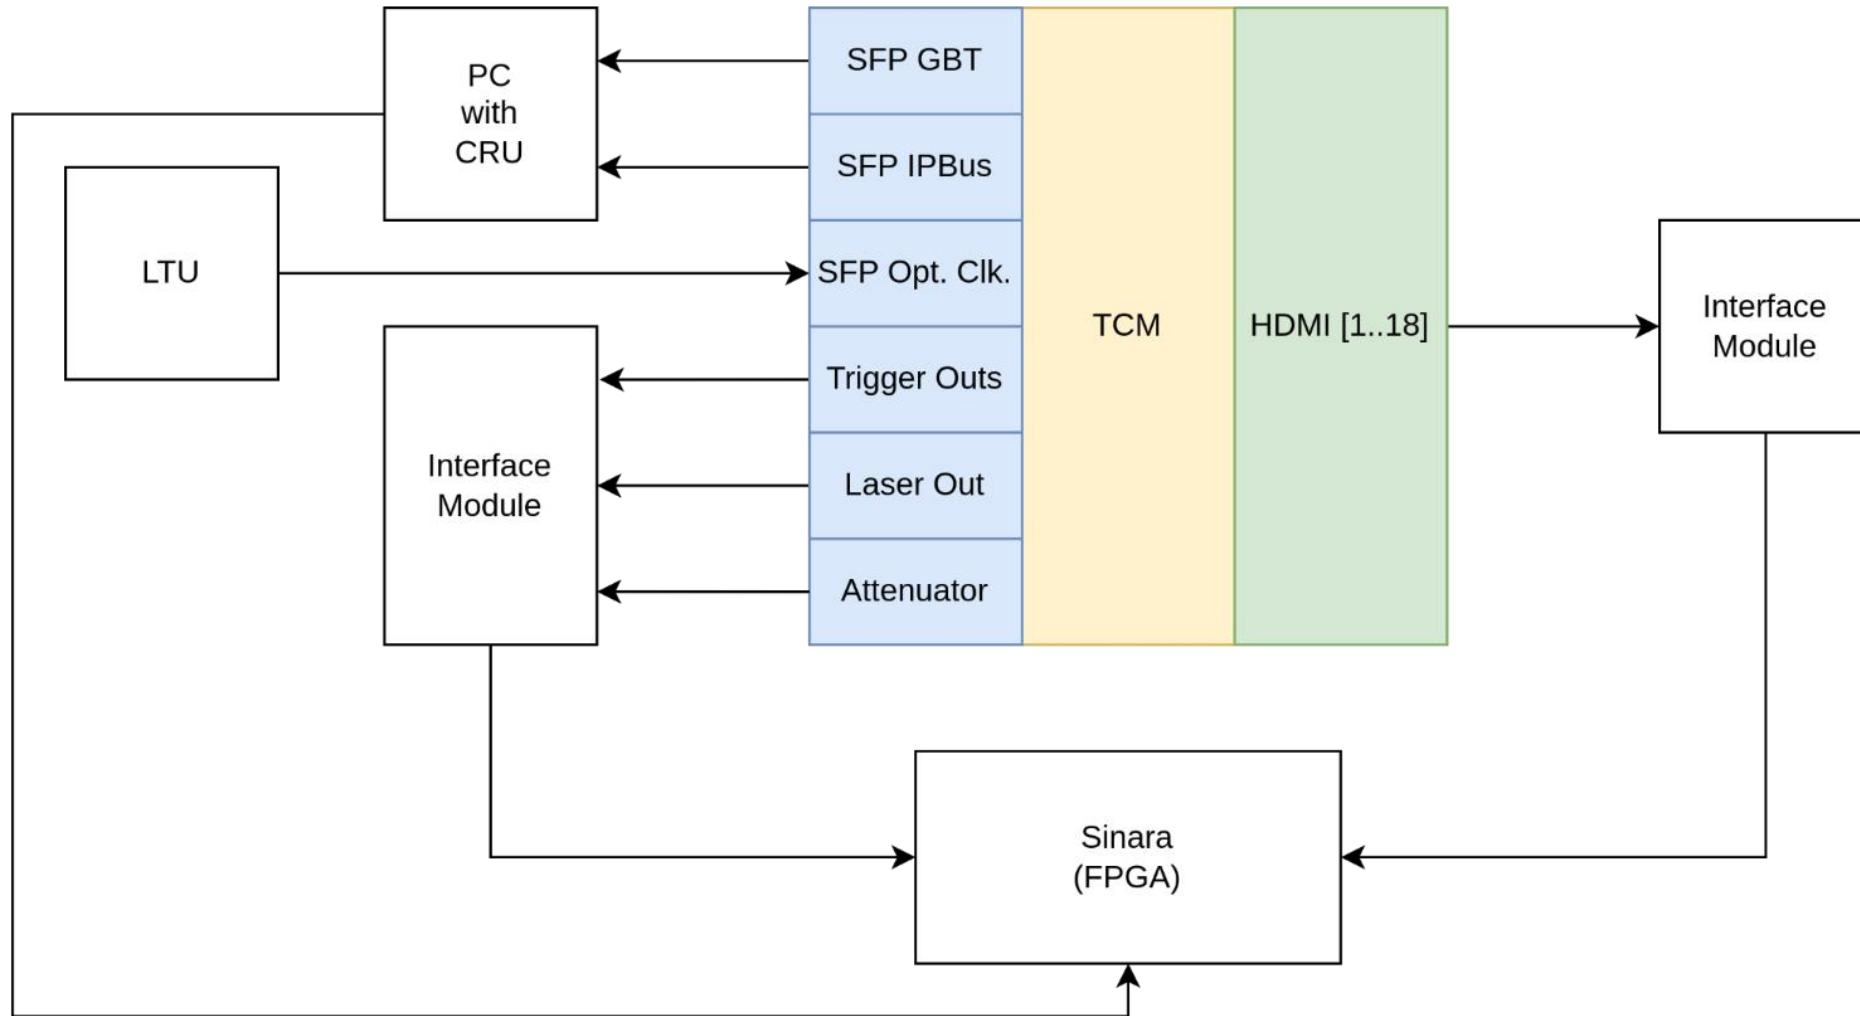 PC
with
CRU
LTU
Interface
Module
SFP GBT
SFP IPBus
SFP Opt. Clk.
Trigger Outs
Laser Out
Attenuator
TCM
HDMI [1..18]
Interface
Module
Sinara
(FPGA)